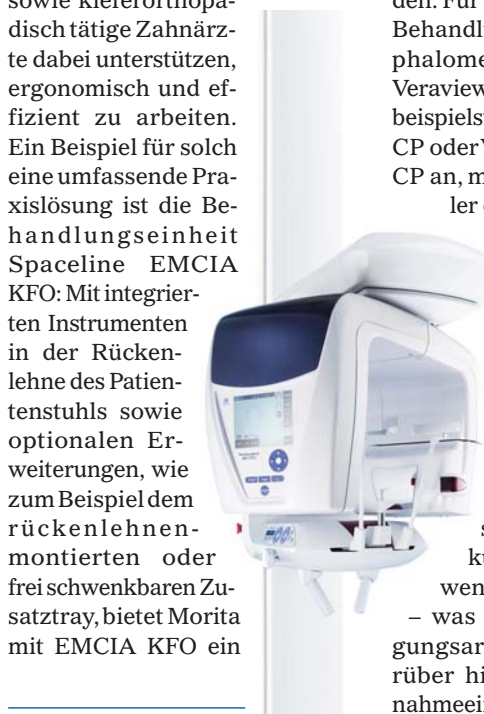 sowie kieferorthopä-
disch tätige Zahnärz-
te dabei unterstützen,
ergonomisch und ef-
fizient zu arbeiten.
Ein Beispiel für solch
eine umfassende Pra-
xislösung ist die Be-
handlungseinheit
Spaceline EMCIA
KFO: Mit integrier-
ten Instrumenten
in der Rücken-
lehne des Patien-
tenstuhls sowie
optionalen Er-
weiterungen, wie
zum Beispiel dem
rückenlehnen-
montierten oder
frei schwenkbaren Zu-
satztray, bietet Morita
mit EMCIA KFO ein
den. Für
Behandl
phalome
Veraview
beispiels
CP oder
CP an, m
ler
s
ku
wen
– was
gungsar
rüber hi
nahmeei